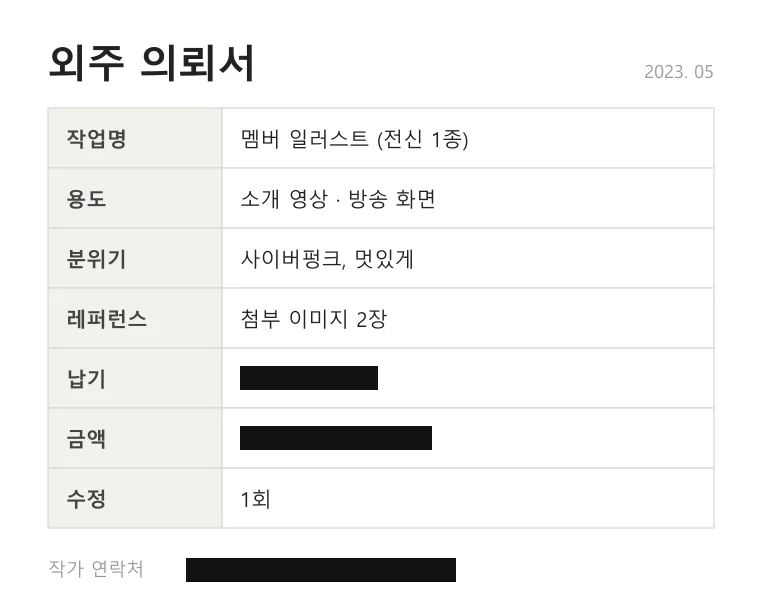 외주 의뢰서
2023. 05
작업명 멤버 일러스트 (전신 1종)
용도 소개 영상 · 방송 화면
분위기 사이버펑크, 멋있게
레퍼런스 첨부 이미지 2장
납기
금액
수정 1회
작가 연락처